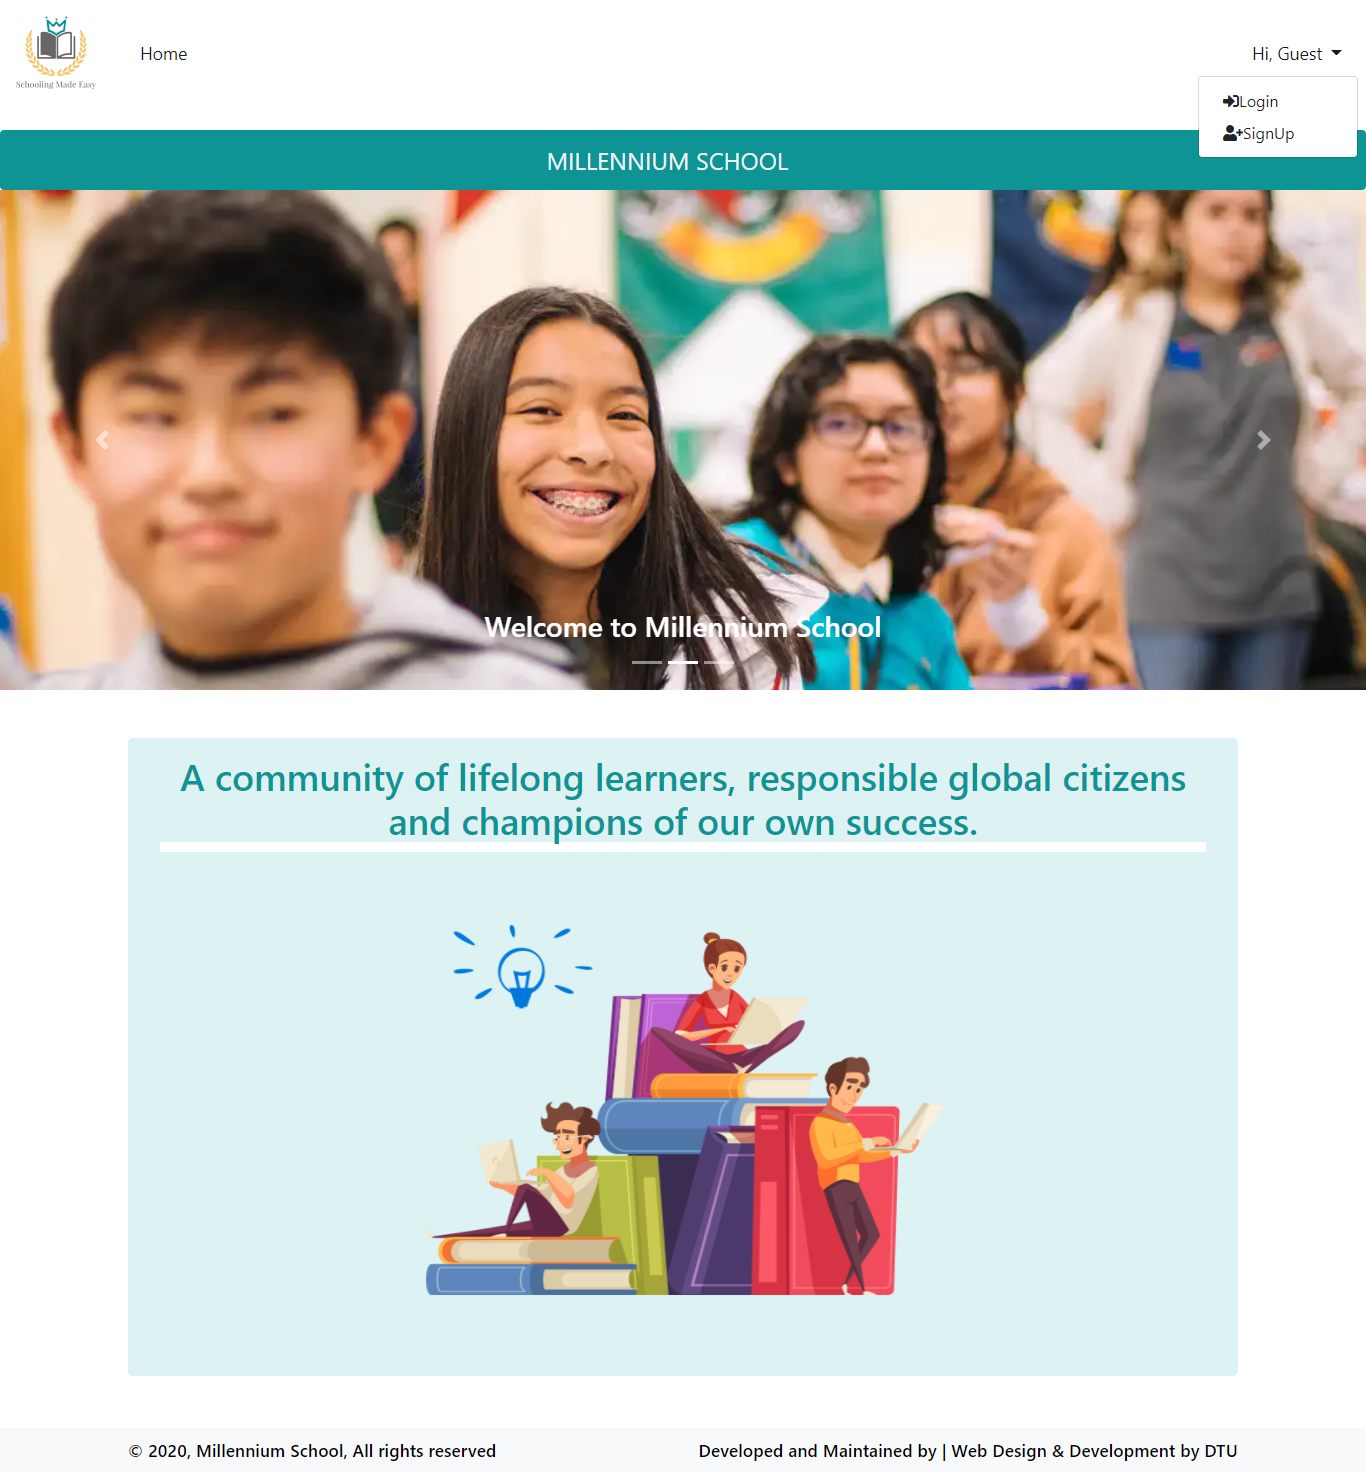 Schooling Made Easy
Home
Hi, Guest
Login
SignUp
MILLENNIUM SCHOOL
Welcome to Millennium School
A community of lifelong learners, responsible global citizens
and champions of our own success.
© 2020, Millennium School, All rights reserved
Developed and Maintained by | Web Design & Development by DTU